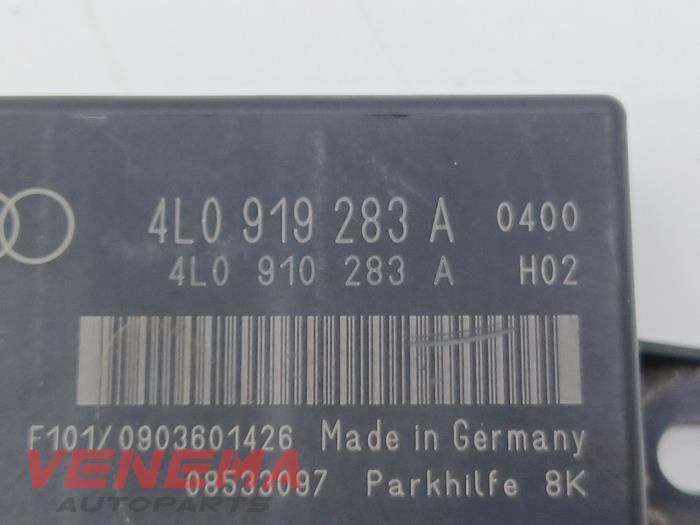 4L0 919 283 A 0400
4L0 910 283 A H02
F101/0903601426 Made in Germany
08533097 Parkhilfe 8K
VENEMA
AUTOPARTS